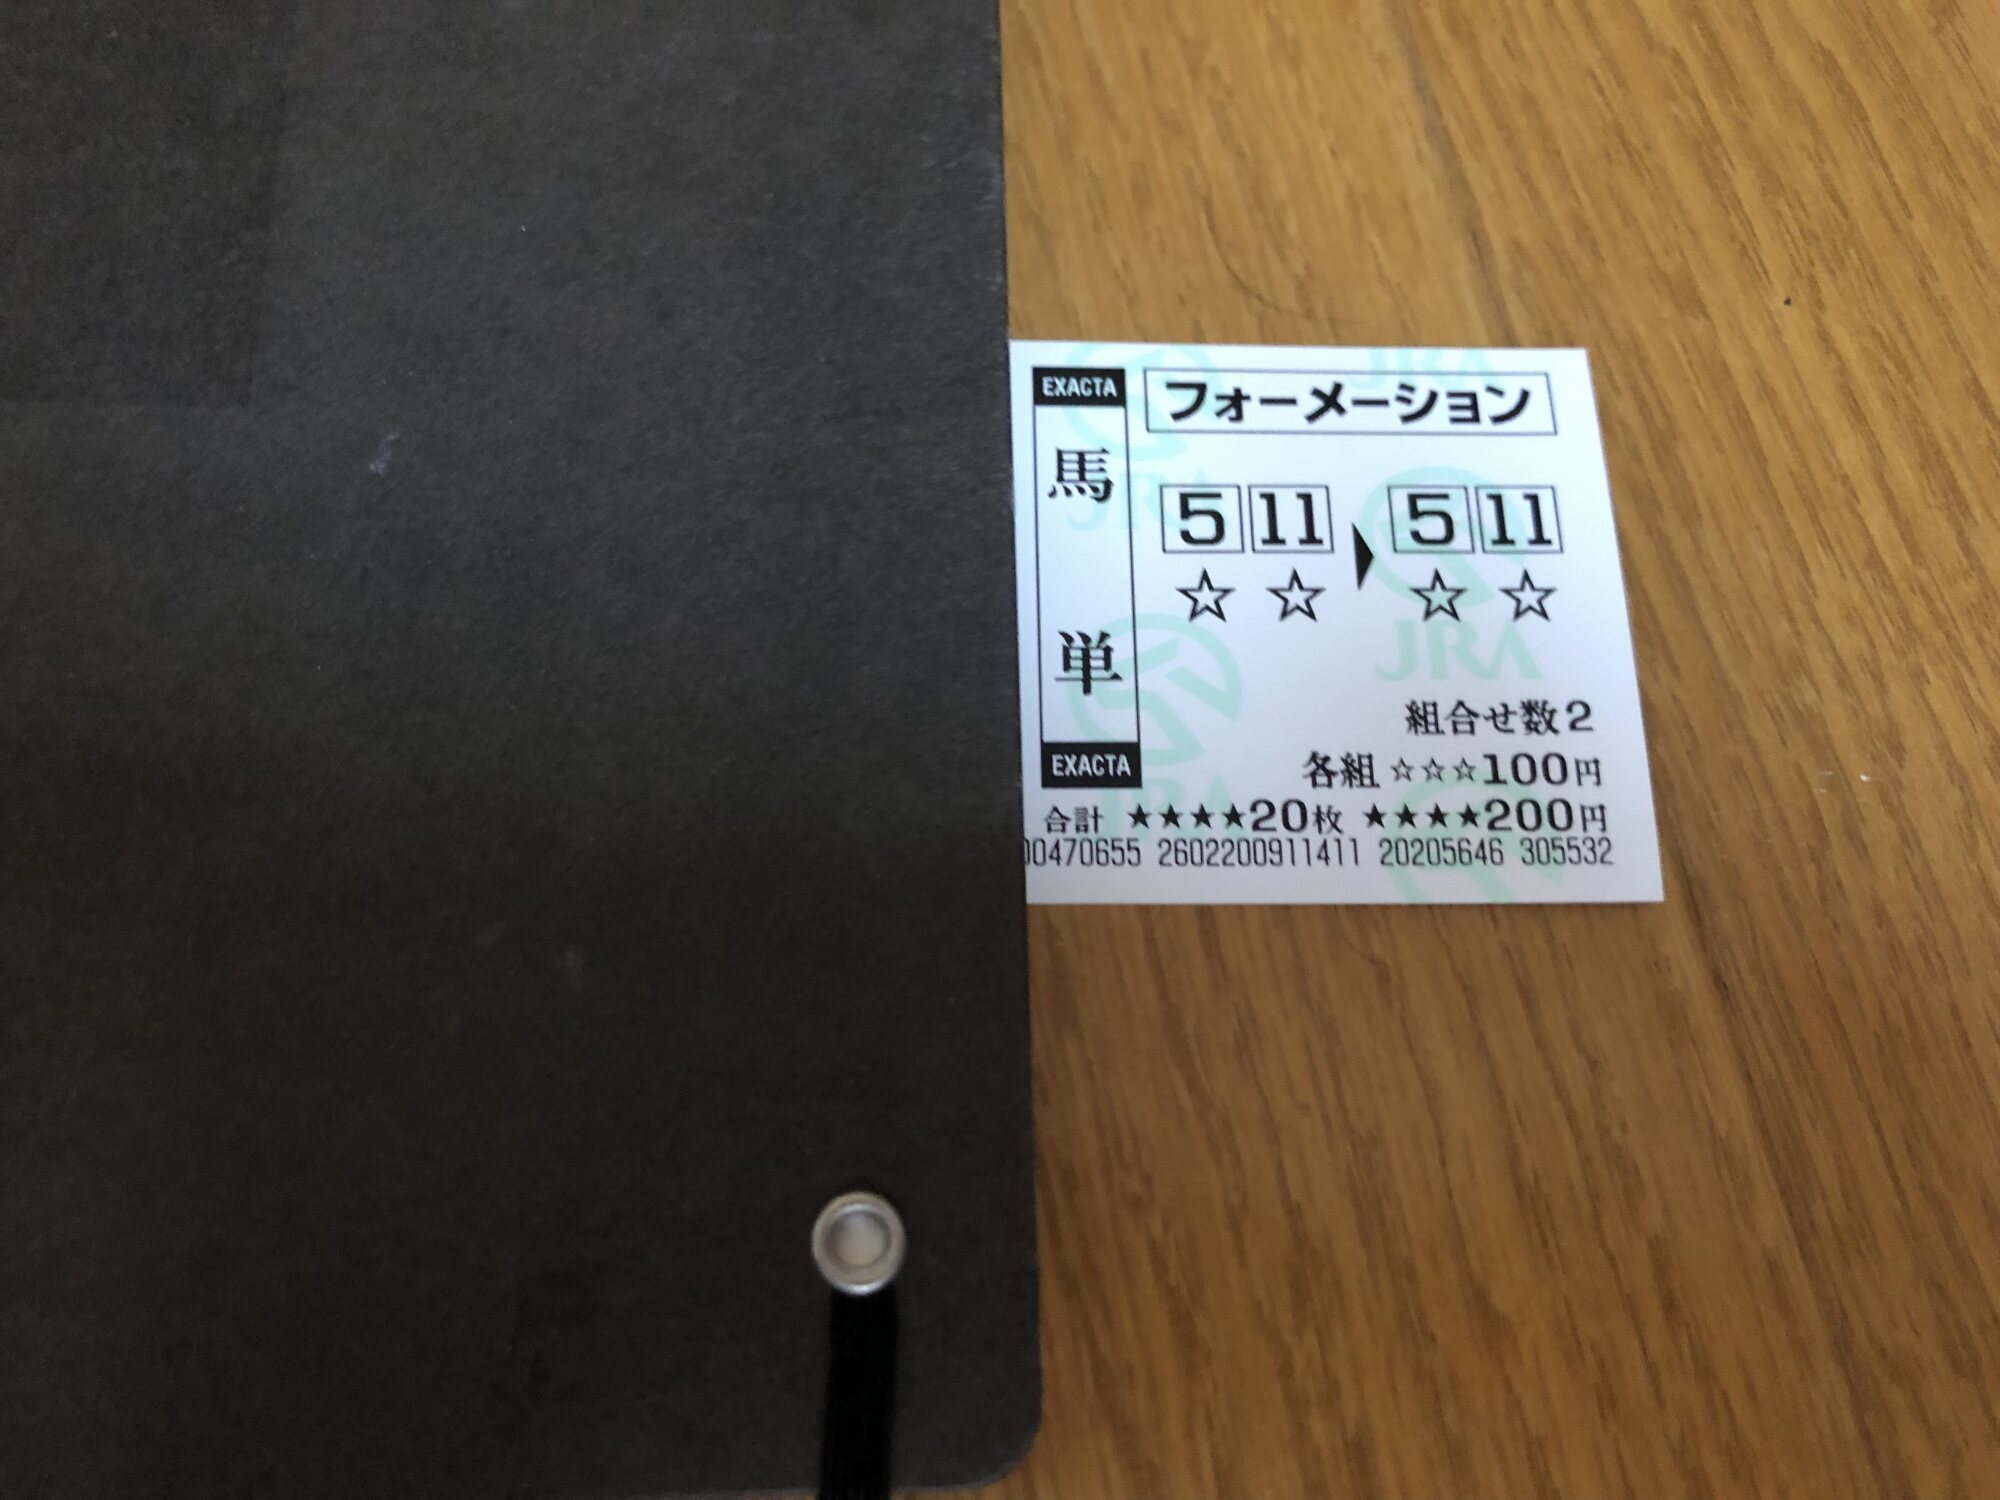 EXACTA
フォーメーション
馬単
5 11 ▶ 5 11
☆ ☆ ☆ ☆
JRA
組合せ数2
EXACTA
各組 ☆☆☆100円
合計 ★★★★20枚 ★★★★200円
00470655 2602200911411 20205646 305532